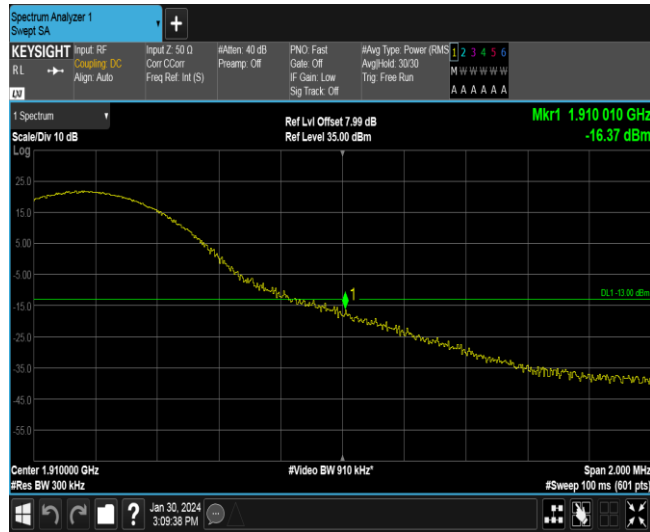 Spectrum Analyzer 1
Swept SA
+
KEYSIGHT
RL
LXI
Input: RF
Coupling: DC
Align: Auto
Input Z: 50 Ω
Corr CCorr
Freq Ref: Int (S)
#Atten: 40 dB
Preamp: Off
PNO: Fast
Gate: Off
IF Gain: Low
Sig Track: Off
#Avg Type: Power (RMS
Avg|Hold: 30/30
Trig: Free Run
1 2 3 4 5 6
M W W W W W
A A A A A A
1 Spectrum
Scale/Div 10 dB
Log
Ref Lvl Offset 7.99 dB
Ref Level 35.00 dBm
Mkr1 1.910 010 GHz
-16.37 dBm
25.0
15.0
5.00
-5.00
-15.0
-25.0
-35.0
-45.0
-55.0
1
DL1 -13.00 dBm
Center 1.910000 GHz
#Res BW 300 kHz
#Video BW 910 kHz*
Span 2.000 MHz
#Sweep 100 ms (601 pts)
?
Jan 30, 2024
3:09:38 PM